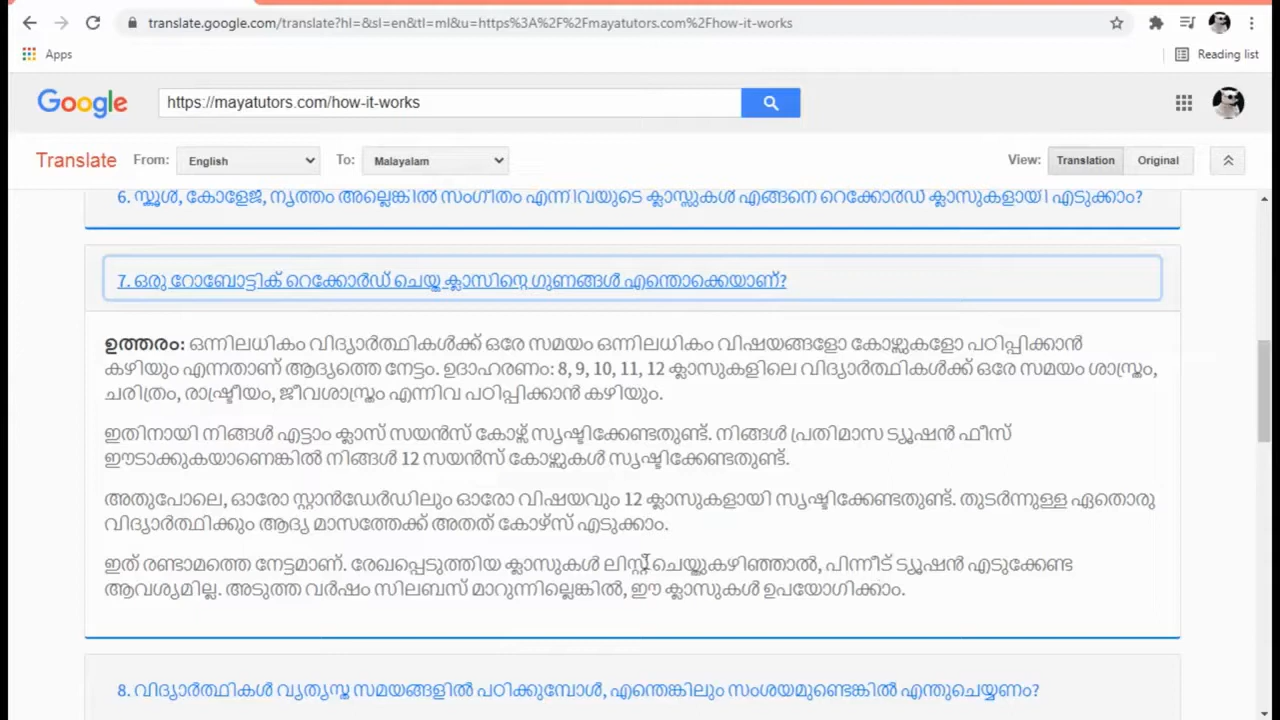 translate.google.com/translate?hl=&sl=en&tl=ml&u=https%3A%2F%2Fmayatutors.com%2Fhow-it-works
Apps
Reading list
Google
https://mayatutors.com/how-it-works
Translate From: English To: Malayalam View: Translation Original
6. സ്കൂൾ, കോളേജ്, നൃത്തം അല്ലെങ്കിൽ സംഗീതം എന്നിവയുടെ ക്ലാസ്സുകൾ എങ്ങനെ റെക്കോർഡ് ക്ലാസുകളായി എടുക്കാം?
7. ഒരു റോബോട്ടിക് റെക്കോർഡ് ചെയ്ത ക്ലാസിന്റെ ഗുണങ്ങൾ എന്തൊക്കെയാണ്?
ഉത്തരം: ഒന്നിലധികം വിദ്യാർത്ഥികൾക്ക് ഒരേ സമയം ഒന്നിലധികം വിഷയങ്ങളോ കോഴ്സുകളോ പഠിപ്പിക്കാൻ
കഴിയും എന്നതാണ് ആദ്യത്തെ നേട്ടം. ഉദാഹരണം: 8, 9, 10, 11, 12 ക്ലാസുകളിലെ വിദ്യാർത്ഥികൾക്ക് ഒരേ സമയം ശാസ്ത്രം,
ചരിത്രം, രാഷ്ട്രീയം, ജീവശാസ്ത്രം എന്നിവ പഠിപ്പിക്കാൻ കഴിയും.
ഇതിനായി നിങ്ങൾ എട്ടാം ക്ലാസ് സയൻസ് കോഴ്സ് സൃഷ്ടിക്കേണ്ടതുണ്ട്. നിങ്ങൾ പ്രതിമാസ ട്യൂഷൻ ഫീസ്
ഈടാക്കുകയാണെങ്കിൽ നിങ്ങൾ 12 സയൻസ് കോഴ്സുകൾ സൃഷ്ടിക്കേണ്ടതുണ്ട്.
അതുപോലെ, ഓരോ സ്റ്റാൻഡേർഡിലും ഓരോ വിഷയവും 12 ക്ലാസുകളായി സൃഷ്ടിക്കേണ്ടതുണ്ട്. തുടർന്നുള്ള ഏതൊരു
വിദ്യാർത്ഥിക്കും ആദ്യ മാസത്തേക്ക് അതത് കോഴ്സ് എടുക്കാം.
ഇത് രണ്ടാമത്തെ നേട്ടമാണ്. രേഖപ്പെടുത്തിയ ക്ലാസുകൾ ലിസ്റ്റ് ചെയ്തുകഴിഞ്ഞാൽ, പിന്നീട് ട്യൂഷൻ എടുക്കേണ്ട
ആവശ്യമില്ല. അടുത്ത വർഷം സിലബസ് മാറുന്നില്ലെങ്കിൽ, ഈ ക്ലാസുകൾ ഉപയോഗിക്കാം.
8. വിദ്യാർത്ഥികൾ വ്യത്യസ്ത സമയങ്ങളിൽ പഠിക്കുമ്പോൾ, എന്തെങ്കിലും സംശയമുണ്ടെങ്കിൽ എന്തുചെയ്യണം?